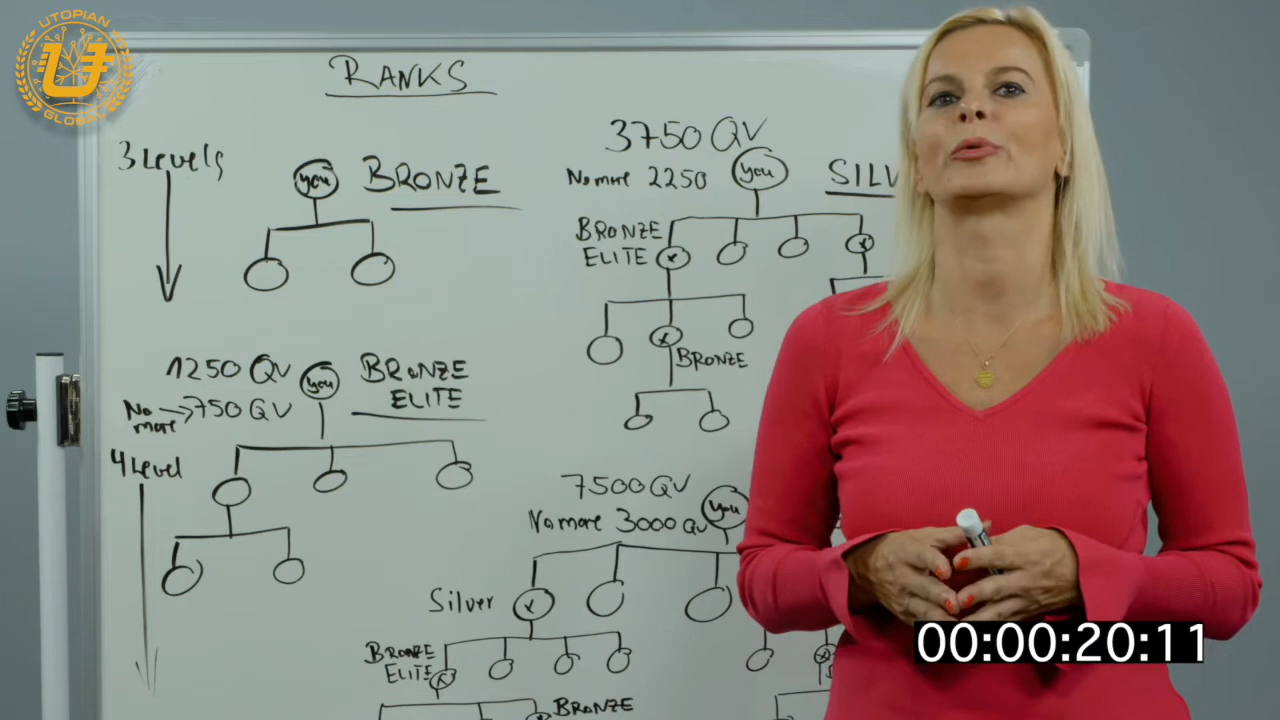 UTOPIAN
GLOBAL
RANKS
3 Levels
you
BRONZE
1250 QV
you
BRONZE
ELITE
No more → 750 QV
4 Level
3750 QV
No more 2250
you
SILV
BRONZE
ELITE
x
x
x
BRONZE
7500 QV
No more 3000 QV
you
Silver
x
BRONZE
ELITE
x
x
BRONZE
x
00:00:20:11